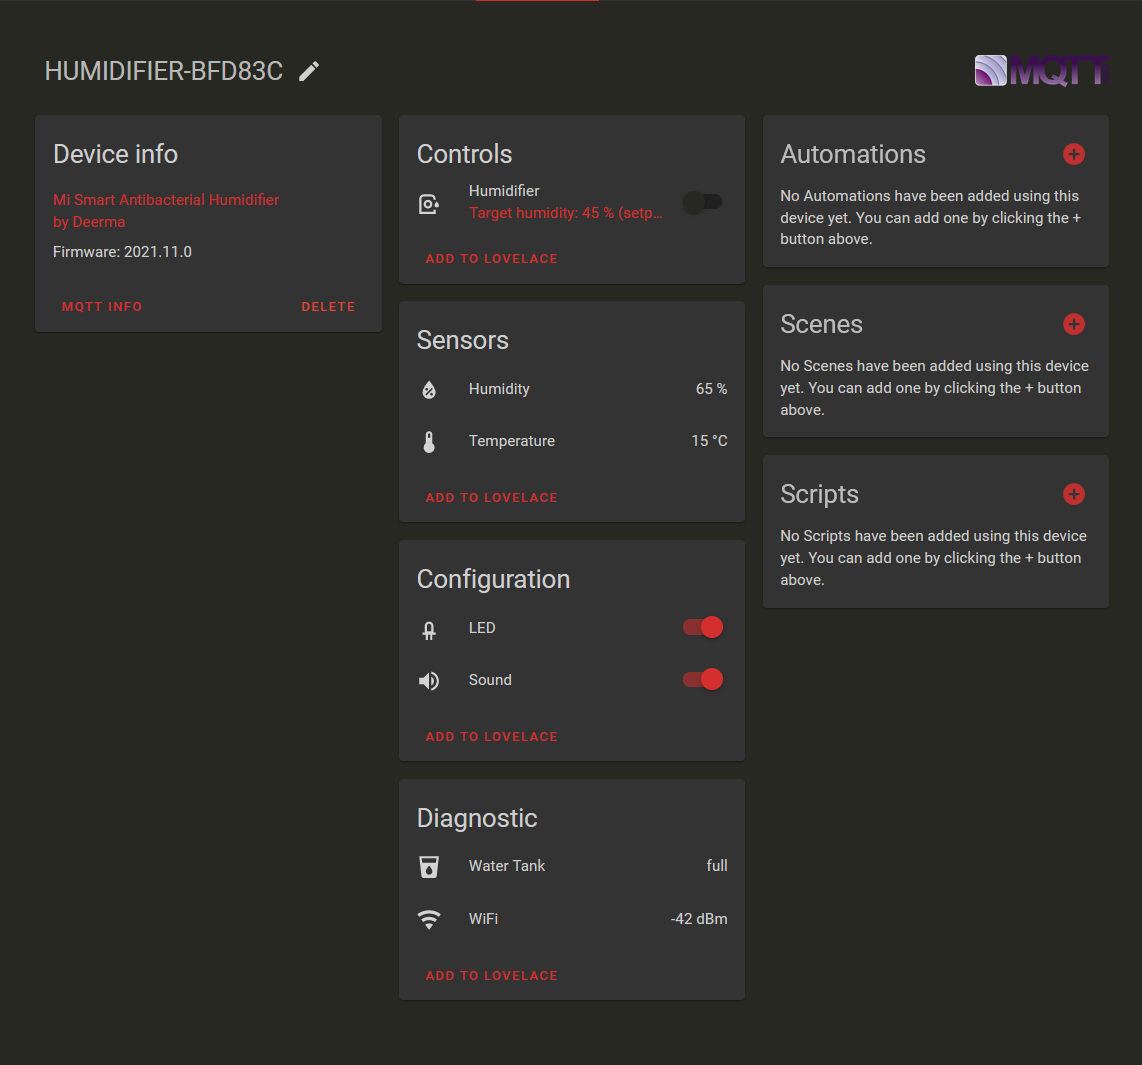 HUMIDIFIER-BFD83C
MQTT
Device info
Mi Smart Antibacterial Humidifier
by Deerma
Firmware: 2021.11.0
MQTT INFO
DELETE
Controls
Humidifier
Target humidity: 45 % (setp...
ADD TO LOVELACE
Sensors
Humidity 65 %
Temperature 15 °C
ADD TO LOVELACE
Configuration
LED
Sound
ADD TO LOVELACE
Diagnostic
Water Tank full
WiFi -42 dBm
ADD TO LOVELACE
Automations
No Automations have been added using this
device yet. You can add one by clicking the +
button above.
Scenes
No Scenes have been added using this device
yet. You can add one by clicking the + button
above.
Scripts
No Scripts have been added using this device
yet. You can add one by clicking the + button
above.